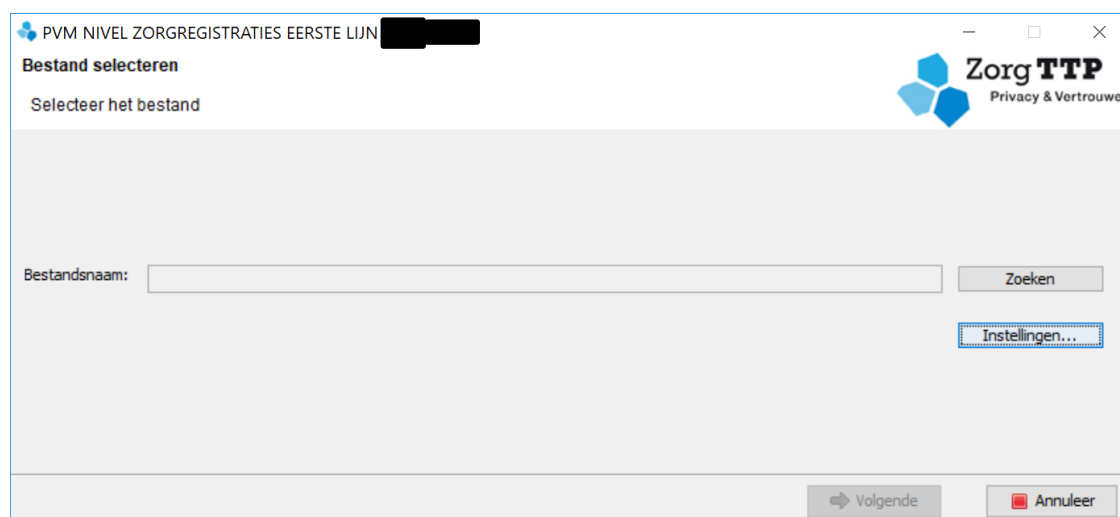 PVM NIVEL ZORGREGISTRATIES EERSTE LIJN
Bestand selecteren
Selecteer het bestand
Zorg TTP
Privacy & Vertrouwe
Bestandsnaam:
Zoeken
Instellingen...
Volgende
Annuleer